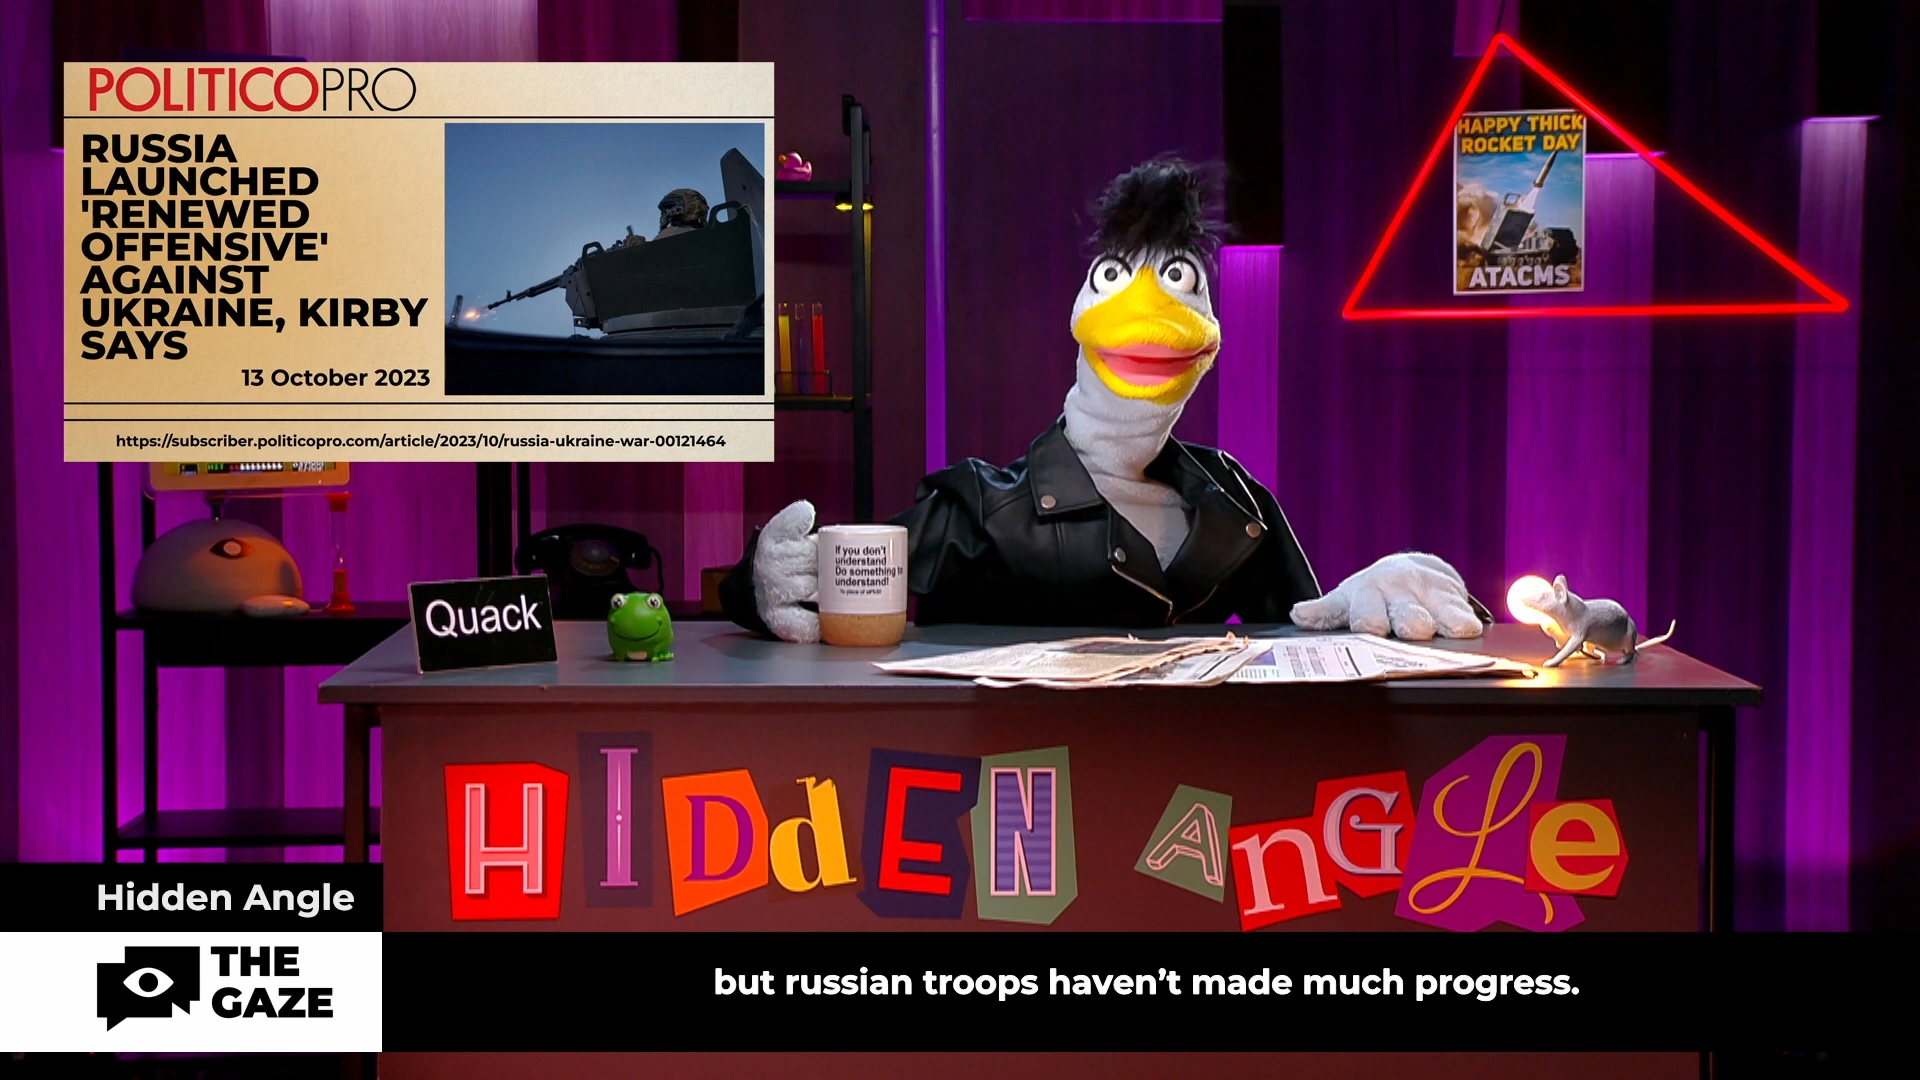 POLITICOPRO
RUSSIA
LAUNCHED
'RENEWED
OFFENSIVE'
AGAINST
UKRAINE, KIRBY
SAYS
13 October 2023
https://subscriber.politicopro.com/article/2023/10/russia-ukraine-war-00121464
HAPPY THICK
ROCKET DAY
ATACMS
If you don't
understand
Do something to
understand!
Quack
HIDdEN AnGLe
Hidden Angle
THE
GAZE
but russian troops haven’t made much progress.